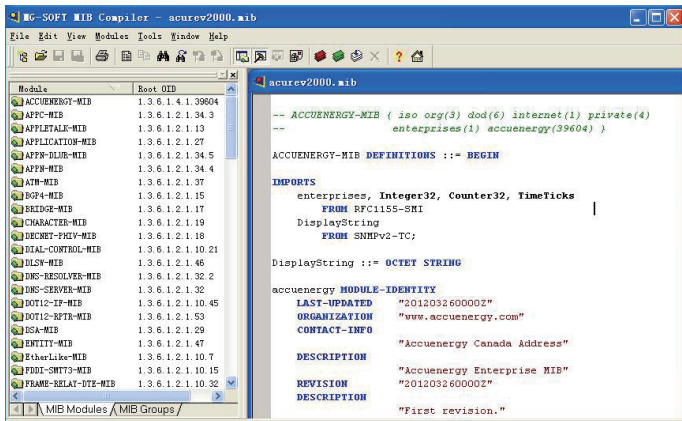 MG-SOFT MIB Compiler - acurev2000.mib
File Edit View Modules Tools Window Help
Module Root OID
ACCUENERGY-MIB 1.3.6.1.4.1.39604
APPC-MIB 1.3.6.1.2.1.34.3
APPLETALK-MIB 1.3.6.1.2.1.13
APPLICATION-MIB 1.3.6.1.2.1.27
APPN-DLUR-MIB 1.3.6.1.2.1.34.5
APPN-MIB 1.3.6.1.2.1.34.4
ATM-MIB 1.3.6.1.2.1.37
BGP4-MIB 1.3.6.1.2.1.15
BRIDGE-MIB 1.3.6.1.2.1.17
CHARACTER-MIB 1.3.6.1.2.1.19
DECNET-PHIV-MIB 1.3.6.1.2.1.18
DIAL-CONTROL-MIB 1.3.6.1.2.1.10.21
DLSW-MIB 1.3.6.1.2.1.46
DNS-RESOLVER-MIB 1.3.6.1.2.1.32.2
DNS-SERVER-MIB 1.3.6.1.2.1.32
DOT12-IF-MIB 1.3.6.1.2.1.10.45
DOT12-RPTR-MIB 1.3.6.1.2.1.53
DSA-MIB 1.3.6.1.2.1.29
ENTITY-MIB 1.3.6.1.2.1.47
EtherLike-MIB 1.3.6.1.2.1.10.7
FDDI-SMT73-MIB 1.3.6.1.2.1.10.15
FRAME-RELAY-DTE-MIB 1.3.6.1.2.1.10.32
MIB Modules MIB Groups
acurev2000.mib
-- ACCUENERGY-MIB { iso org(3) dod(6) internet(1) private(4)
-- enterprises(1) accuenergy(39604) }
ACCUENERGY-MIB DEFINITIONS ::= BEGIN
IMPORTS
enterprises, Integer32, Counter32, TimeTicks
FROM RFC1155-SMI
DisplayString
FROM SNMPv2-TC;
DisplayString ::= OCTET STRING
accuenergy MODULE-IDENTITY
LAST-UPDATED "201203260000Z"
ORGANIZATION "www.accuenergy.com"
CONTACT-INFO
"Accuenergy Canada Address"
DESCRIPTION
"Accuenergy Enterprise MIB"
REVISION "201203260000Z"
DESCRIPTION
"First revision."